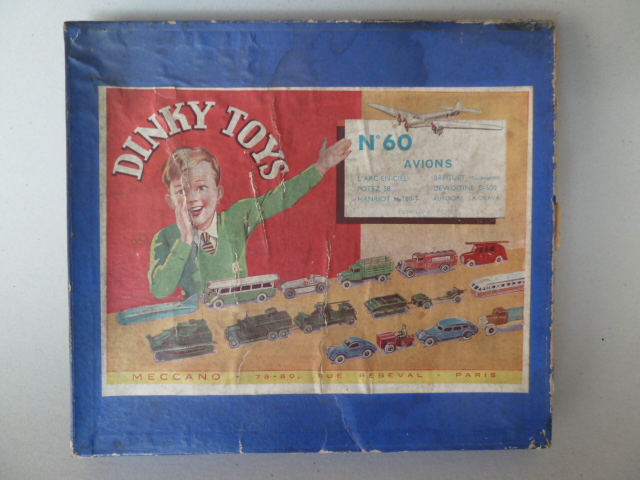 DINKY TOYS
N° 60
AVIONS
L'ARC-EN-CIEL
POTEZ 58
HANRIOT H-180-T
BREGUET
DEWOITINE D-500
AUTOGIRE LA CIERVA
MECCANO - 78-80, RUE REBEVAL - PARIS